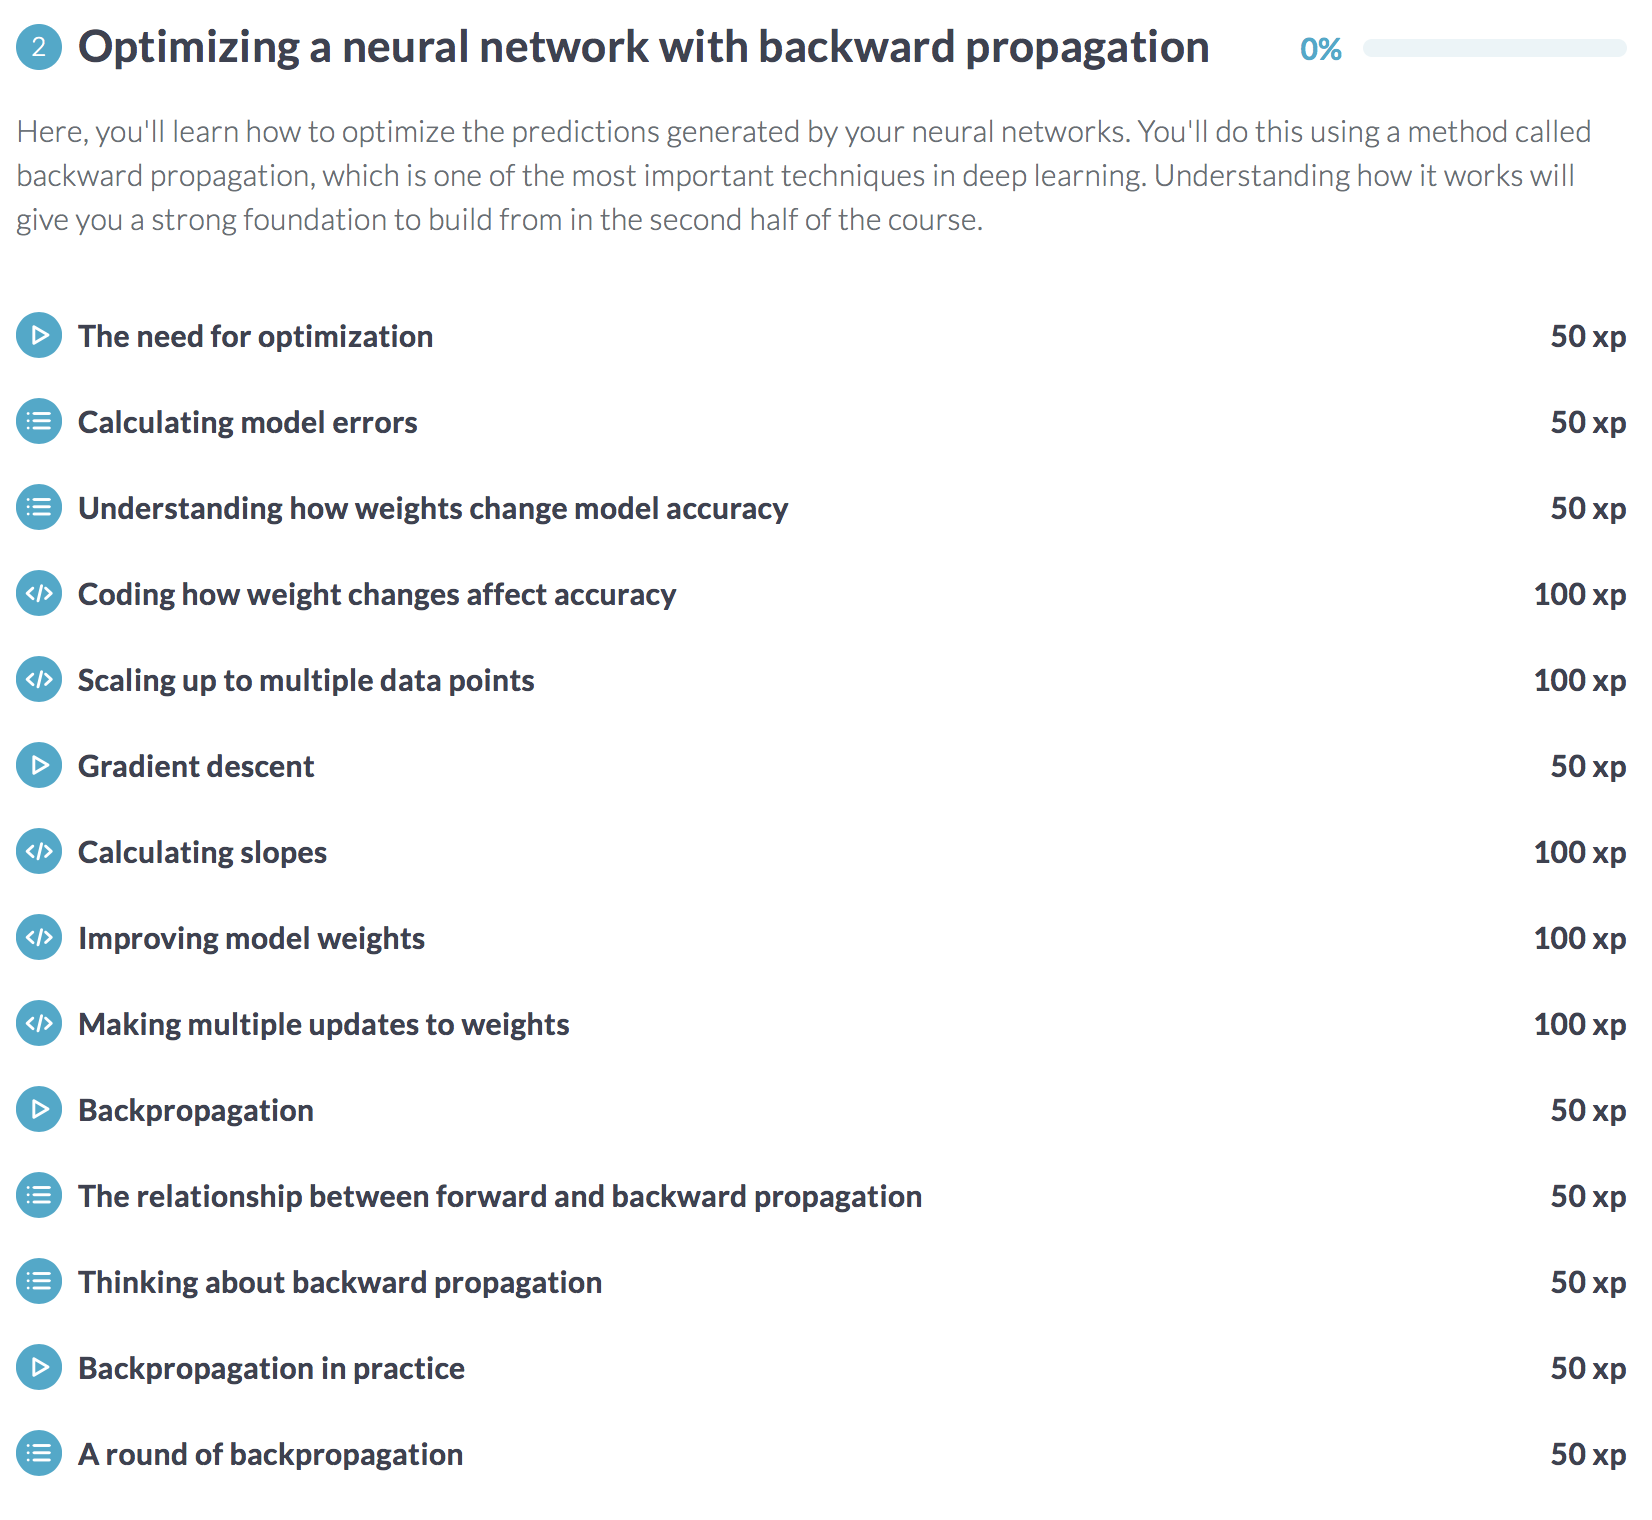 2 Optimizing a neural network with backward propagation 0%
Here, you'll learn how to optimize the predictions generated by your neural networks. You'll do this using a method called
backward propagation, which is one of the most important techniques in deep learning. Understanding how it works will
give you a strong foundation to build from in the second half of the course.
The need for optimization 50 xp
Calculating model errors 50 xp
Understanding how weights change model accuracy 50 xp
Coding how weight changes affect accuracy 100 xp
Scaling up to multiple data points 100 xp
Gradient descent 50 xp
Calculating slopes 100 xp
Improving model weights 100 xp
Making multiple updates to weights 100 xp
Backpropagation 50 xp
The relationship between forward and backward propagation 50 xp
Thinking about backward propagation 50 xp
Backpropagation in practice 50 xp
A round of backpropagation 50 xp